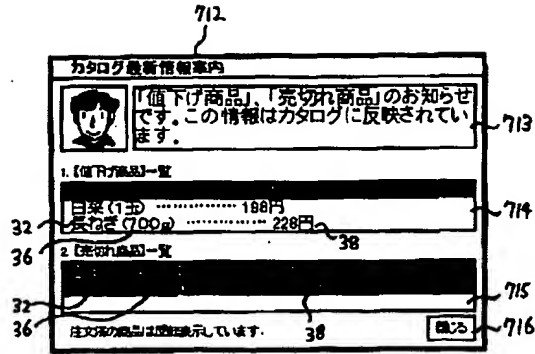 712
カタログ最新情報案内
「値下げ商品」、「売切れ商品」のお知らせ
です。この情報はカタログに反映されてい
ます。
713
1.【値下げ商品】一覧
白菜(1玉) ············ 198円
714
32 長ねぎ(700g) ············ 228円 38
36
2.【売切れ商品】一覧
32
36
38
715
注文済の商品は
表示しています。
閉じる
716